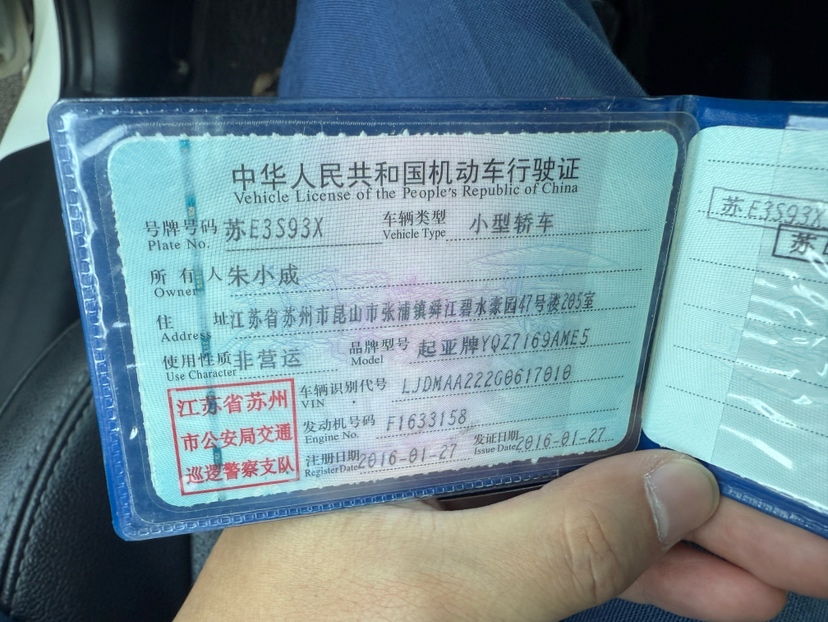 中华人民共和国机动车行驶证
Vehicle License of the People's Republic of China
号牌号码 苏E3S93X 车辆类型 小型轿车
Plate No. Vehicle Type
所有人 朱小成
Owner
住址 江苏省苏州市昆山市张浦镇舜江碧水豪园47号楼205室
Address
使用性质 非营运 品牌型号 起亚牌YQZ7169AME5
Use Character Model
车辆识别代号 LJDMAA222G0617010
VIN
发动机号码 F1633158
Engine No.
注册日期 2016-01-27 发证日期 2016-01-27
Register Date Issue Date
江苏省苏州
市公安局交通
巡逻警察支队
苏E3S93X
苏